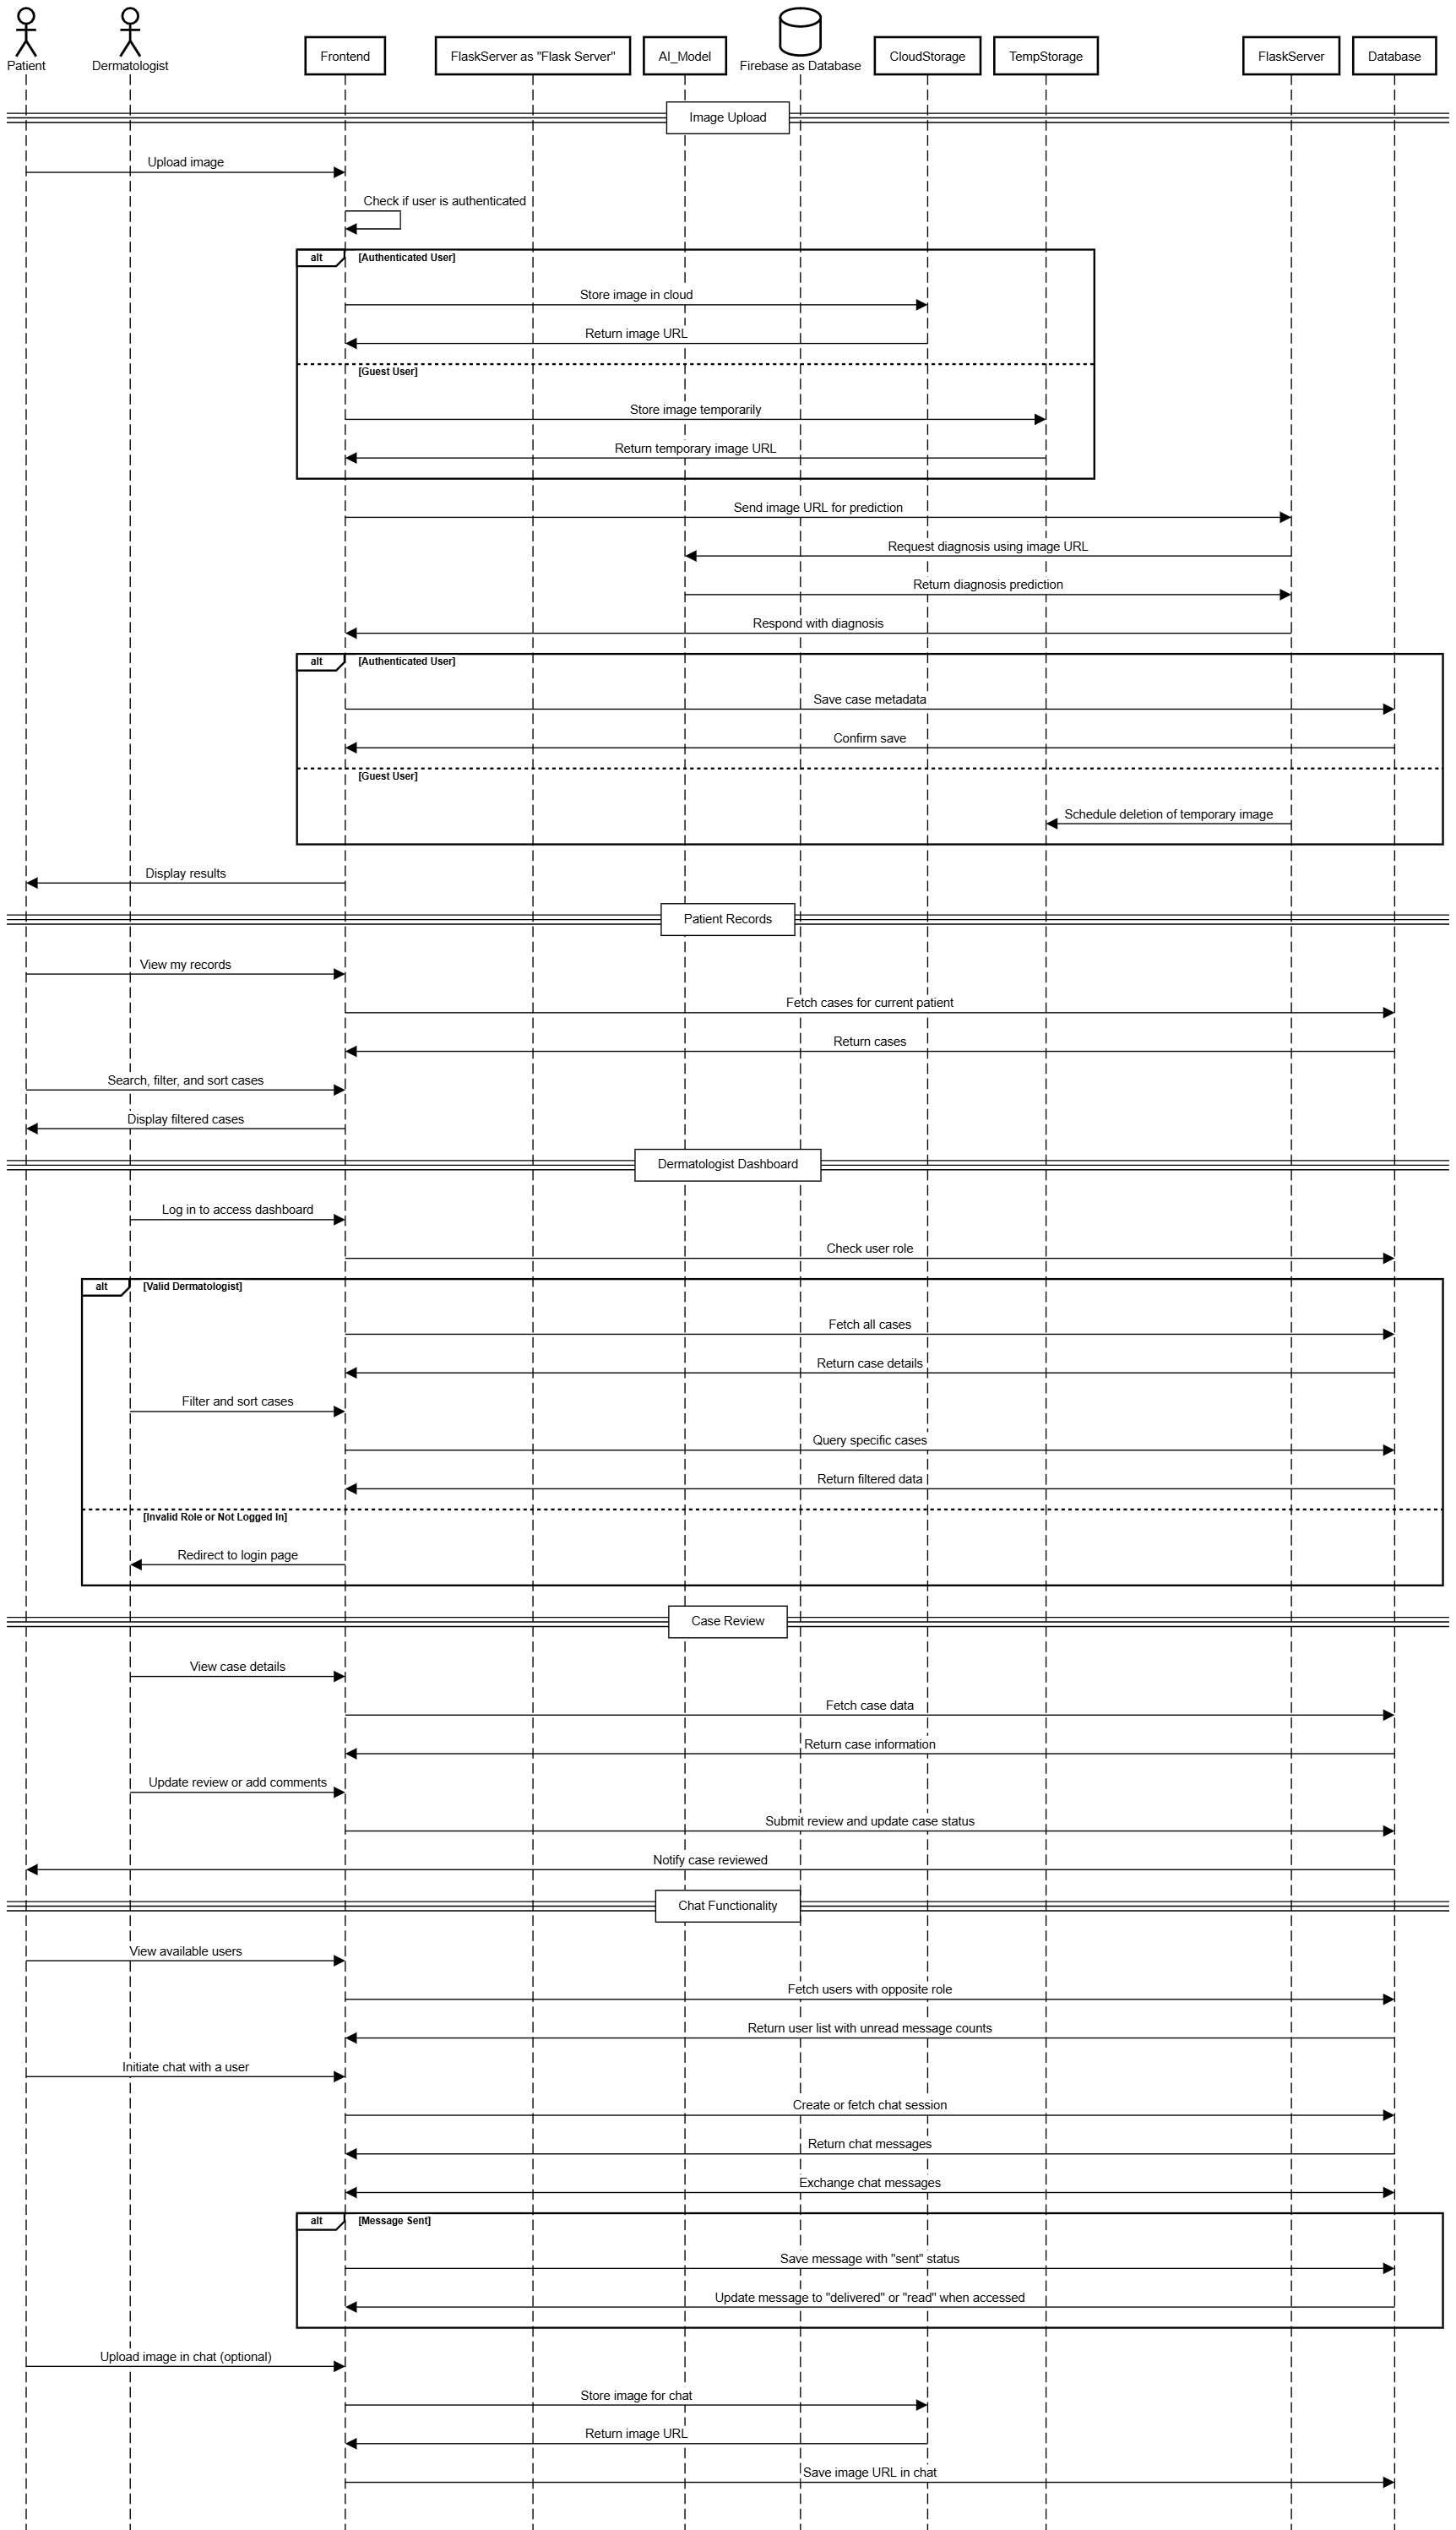 Patient
Dermatologist
Frontend
FlaskServer as "Flask Server"
AI_Model
Firebase as Database
CloudStorage
TempStorage
FlaskServer
Database
Image Upload
Upload image
Check if user is authenticated
alt
[Authenticated User]
Store image in cloud
Return image URL
[Guest User]
Store image temporarily
Return temporary image URL
Send image URL for prediction
Request diagnosis using image URL
Return diagnosis prediction
Respond with diagnosis
alt
[Authenticated User]
Save case metadata
Confirm save
[Guest User]
Schedule deletion of temporary image
Display results
Patient Records
View my records
Fetch cases for current patient
Return cases
Search, filter, and sort cases
Display filtered cases
Dermatologist Dashboard
Log in to access dashboard
Check user role
alt
[Valid Dermatologist]
Fetch all cases
Return case details
Filter and sort cases
Query specific cases
Return filtered data
[Invalid Role or Not Logged In]
Redirect to login page
Case Review
View case details
Fetch case data
Return case information
Update review or add comments
Submit review and update case status
Notify case reviewed
Chat Functionality
View available users
Fetch users with opposite role
Return user list with unread message counts
Initiate chat with a user
Create or fetch chat session
Return chat messages
Exchange chat messages
alt
[Message Sent]
Save message with "sent" status
Update message to "delivered" or "read" when accessed
Upload image in chat (optional)
Store image for chat
Return image URL
Save image URL in chat